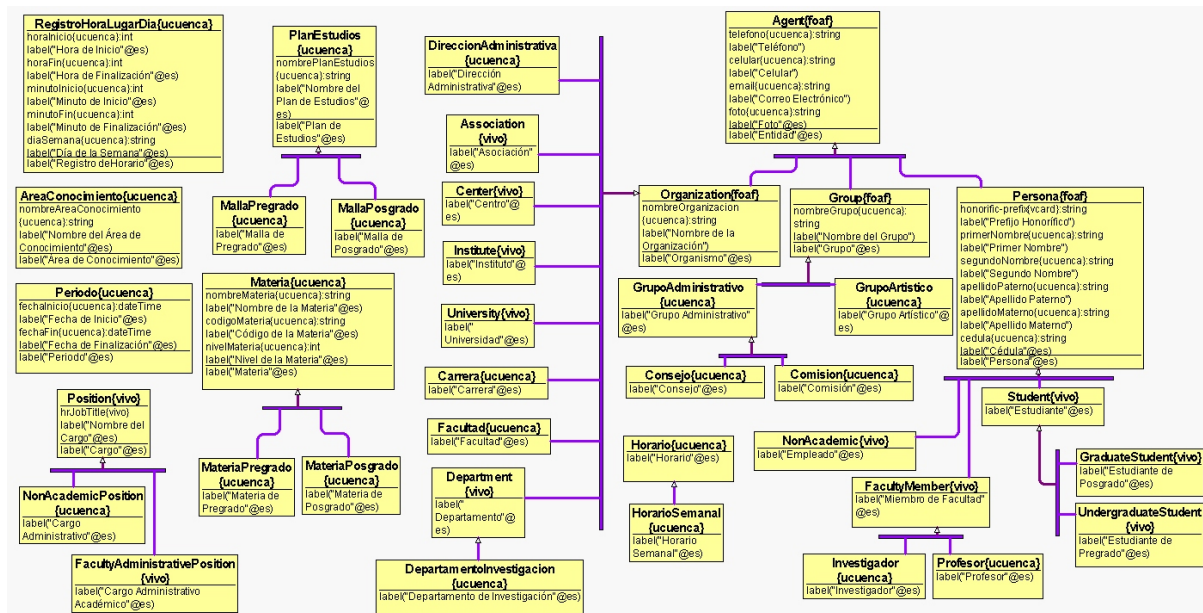 RegistroHoraLugarDia{ucuenca}
horaInicio{ucuenca}:int
label("Hora de Inicio"@es)
horaFin{ucuenca}:int
label("Hora de Finalización"@es)
minutoInicio{ucuenca}:int
label("Minuto de Inicio"@es)
minutoFin{ucuenca}:int
label("Minuto de Finalización"@es)
diaSemana{ucuenca}:string
label("Día de la Semana"@es)
label("Registro deHorario"@es)
PlanEstudios
{ucuenca}
nombrePlanEstudios
{ucuenca}:string
label("Nombre del
Plan de Estudios"@
es)
label("Plan de
Estudios"@es)
MallaPregrado
{ucuenca}
label("Malla de
Pregrado"@es)
MallaPosgrado
{ucuenca}
label("Malla de
Posgrado"@es)
AreaConocimiento{ucuenca}
nombreAreaConocimiento
{ucuenca}:string
label("Nombre del Área de
Conocimiento"@es)
label("Área de Conocimiento"@es)
Periodo{ucuenca}
fechaInicio{ucuenca}:dateTime
label("Fecha de Inicio"@es)
fechaFin{ucuenca}:dateTime
label("Fecha de Finalización"@es)
label("Periodo"@es)
Materia{ucuenca}
nombreMateria{ucuenca}:string
label("Nombre de la Materia"@es)
codigoMateria{ucuenca}:string
label("Código de la Materia"@es)
nivelMateria{ucuenca}:int
label("Nivel de la Materia"@es)
label("Materia"@es)
MateriaPregrado
{ucuenca}
label("Materia de
Pregrado"@es)
MateriaPosgrado
{ucuenca}
label("Materia de
Posgrado"@es)
Position{vivo}
hrJobTitle{vivo}
label("Nombre del
Cargo"@es)
label("Cargo"@es)
NonAcademicPosition
{ucuenca}
label("Cargo
Administrativo"@es)
FacultyAdministrativePosition
{vivo}
label("Cargo Administrativo
Académico"@es)
DireccionAdministrativa
{ucuenca}
label("Dirección
Administrativa"@es)
Association
{vivo}
label("Asociación"
@es)
Center{vivo}
label("Centro"@
es)
Institute{vivo}
label("Instituto"@
es)
University{vivo}
label("
Universidad"@es)
Carrera{ucuenca}
label("Carrera"@es)
Facultad{ucuenca}
label("Facultad"@es)
Department
{vivo}
label("
Departamento"@
es)
DepartamentoInvestigacion
{ucuenca}
label("Departamento de Investigación"@es)
Agent{foaf}
telefono{ucuenca}:string
label("Teléfono")
celular{ucuenca}:string
label("Celular")
email{ucuenca}:string
label("Correo Electrónico")
foto{ucuenca}:string
label("Foto"@es)
label("Entidad"@es)
Organization{foaf}
nombreOrganizacion
{ucuenca}:string
label("Nombre de la
Organización")
label("Organismo"@es)
Group{foaf}
nombreGrupo{ucuenca}:
string
label("Nombre del Grupo")
label("Grupo"@es)
GrupoAdministrativo
{ucuenca}
label("Grupo Administrativo"
@es)
GrupoArtistico
{ucuenca}
label("Grupo Artístico"
@es)
Consejo{ucuenca}
label("Consejo"@es)
Comision{ucuenca}
label("Comisión"@es)
Persona{foaf}
honorific-prefix{vcard}:string
label("Prefijo Honorífico")
primerNombre{ucuenca}:string
label("Primer Nombre")
segundoNombre{ucuenca}:string
label("Segundo Nombre")
apellidoPaterno{ucuenca}:string
label("Apellido Paterno")
apellidoMaterno{ucuenca}:string
label("Apellido Materno")
cedula{ucuenca}:string
label("Cédula"@es)
label("Persona"@es)
Student{vivo}
label("Estudiante"@es)
NonAcademic{vivo}
label("Empleado"@es)
GraduateStudent{vivo}
label("Estudiante de
Posgrado"@es)
UndergraduateStudent
{vivo}
label("Estudiante de
Pregrado"@es)
FacultyMember{vivo}
label("Miembro de Facultad"
@es)
Investigador
{ucuenca}
label("Investigador"@es)
Profesor{ucuenca}
label("Profesor"@es)
Horario{ucuenca}
label("Horario"@es)
HorarioSemanal
{ucuenca}
label("Horario
Semanal"@es)